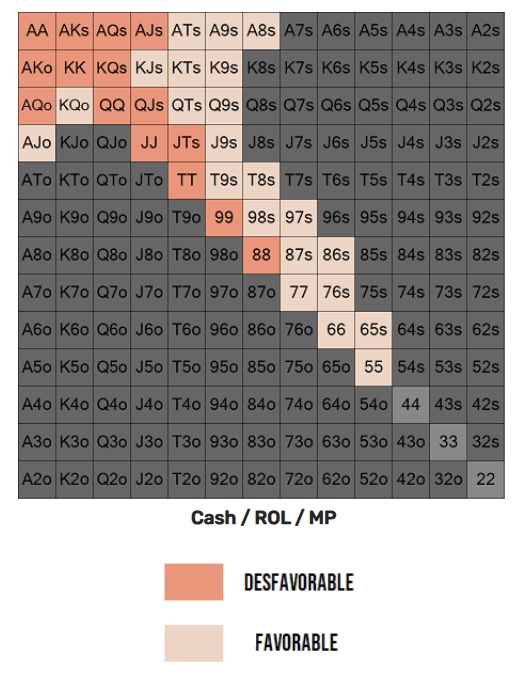 AA AKs AQs AJs ATs A9s A8s A7s A6s A5s A4s A3s A2s
AKo KK KQs KJs KTs K9s K8s K7s K6s K5s K4s K3s K2s
AQo KQo QQ QJs QTs Q9s Q8s Q7s Q6s Q5s Q4s Q3s Q2s
AJo KJo QJo JJ JTs J9s J8s J7s J6s J5s J4s J3s J2s
ATo KTo QTo JTo TT T9s T8s T7s T6s T5s T4s T3s T2s
A9o K9o Q9o J9o T9o 99 98s 97s 96s 95s 94s 93s 92s
A8o K8o Q8o J8o T8o 98o 88 87s 86s 85s 84s 83s 82s
A7o K7o Q7o J7o T7o 97o 87o 77 76s 75s 74s 73s 72s
A6o K6o Q6o J6o T6o 96o 86o 76o 66 65s 64s 63s 62s
A5o K5o Q5o J5o T5o 95o 85o 75o 65o 55 54s 53s 52s
A4o K4o Q4o J4o T4o 94o 84o 74o 64o 54o 44 43s 42s
A3o K3o Q3o J3o T3o 93o 83o 73o 63o 53o 43o 33 32s
A2o K2o Q2o J2o T2o 92o 82o 72o 62o 52o 42o 32o 22
Cash / ROL / MP
DESFAVORABLE
FAVORABLE